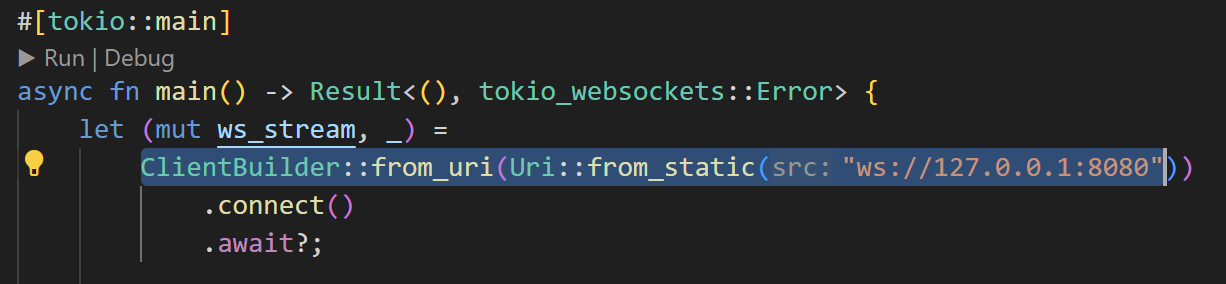 #[tokio::main]
▶ Run | Debug
async fn main() -> Result<(), tokio_websockets::Error> {
    let (mut ws_stream, _) =
        ClientBuilder::from_uri(Uri::from_static(src: "ws://127.0.0.1:8080"))
            .connect()
            .await?;